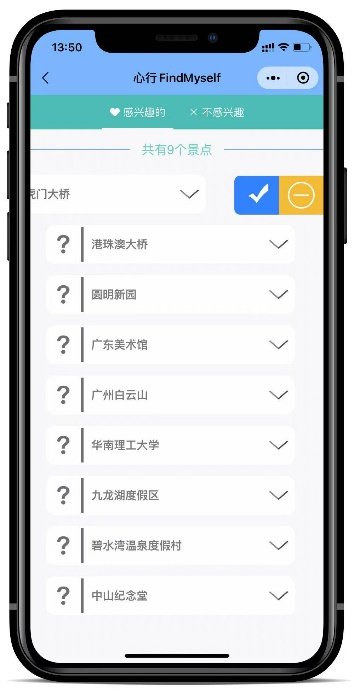 13:50
心行 FindMyself
感兴趣的
不感兴趣
共有9个景点
虎门大桥
? 港珠澳大桥
? 圆明新园
? 广东美术馆
? 广州白云山
? 华南理工大学
? 九龙湖度假区
? 碧水湾温泉度假村
? 中山纪念堂